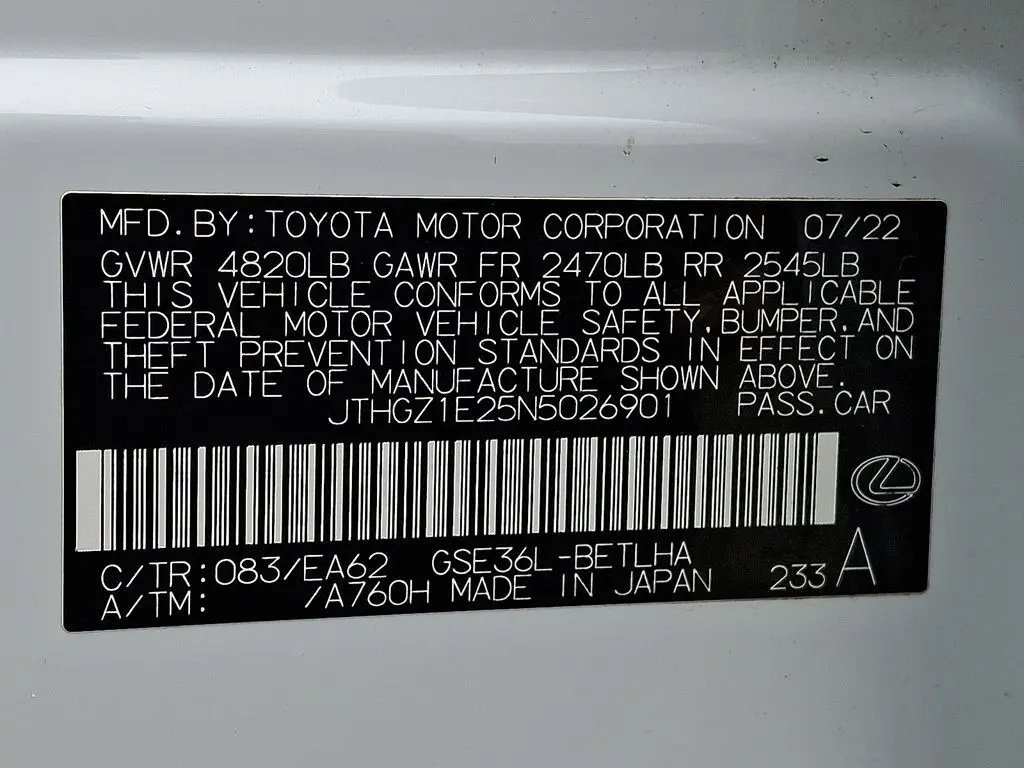 MFD. BY: TOYOTA MOTOR CORPORATION 07/22
GVWR 4820LB GAWR FR 2470LB RR 2545LB
THIS VEHICLE CONFORMS TO ALL APPLICABLE
FEDERAL MOTOR VEHICLE SAFETY, BUMPER, AND
THEFT PREVENTION STANDARDS IN EFFECT ON
THE DATE OF MANUFACTURE SHOWN ABOVE.
JTHGZ1E25N5026901 PASS. CAR
C/TR: 083/EA62 GSE36L-BETLHA
A/TM: /A760H MADE IN JAPAN 233 A